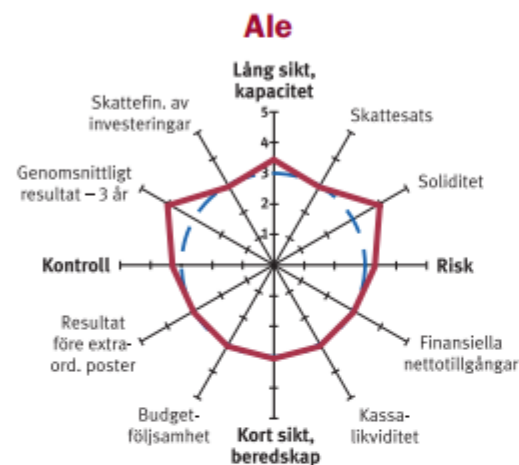 Ale
Lång sikt,
kapacitet
Skattefin. av
investeringar
Skattesats
Genomsnittligt
resultat – 3 år
Soliditet
5
4
3
2
1
Kontroll
Risk
Resultat
före extra-
ord. poster
Finansiella
nettotillgångar
Budget-
följsamhet
Kassa-
likviditet
Kort sikt,
beredskap